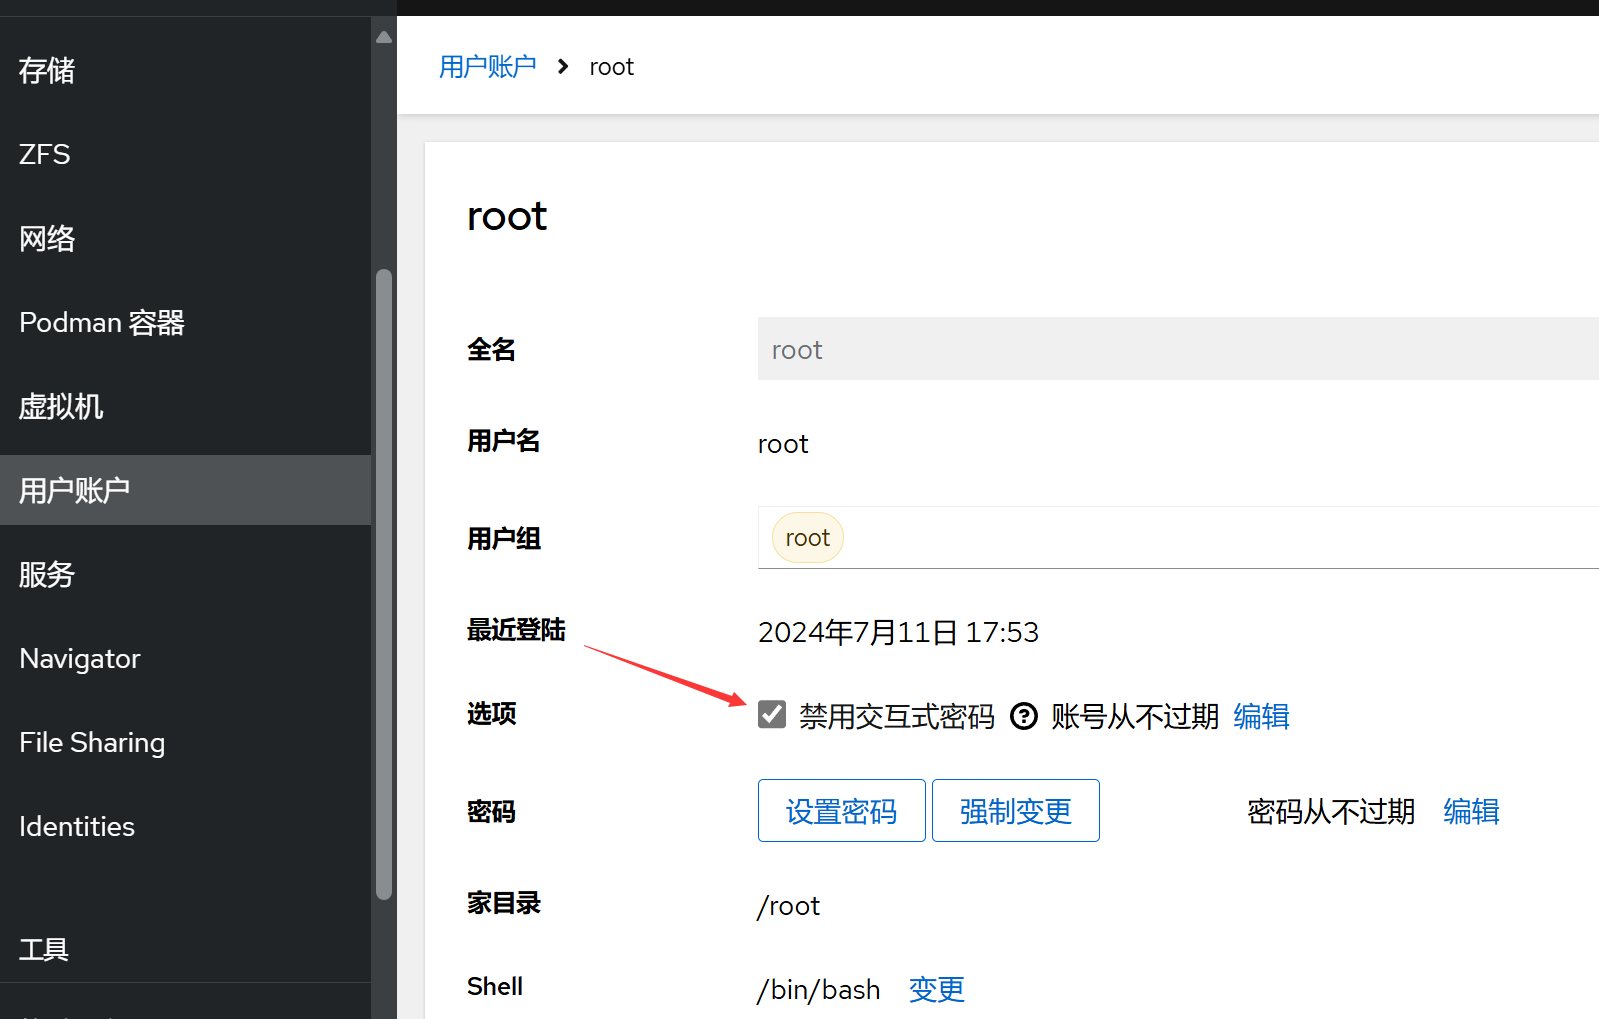 存储
ZFS
网络
Podman 容器
虚拟机
用户账户
服务
Navigator
File Sharing
Identities
工具
用户账户 > root
root
全名 root
用户名 root
用户组 root
最近登陆 2024年7月11日 17:53
选项 禁用交互式密码 ? 账号从不过期 编辑
密码 设置密码 强制变更 密码从不过期 编辑
家目录 /root
Shell /bin/bash 变更